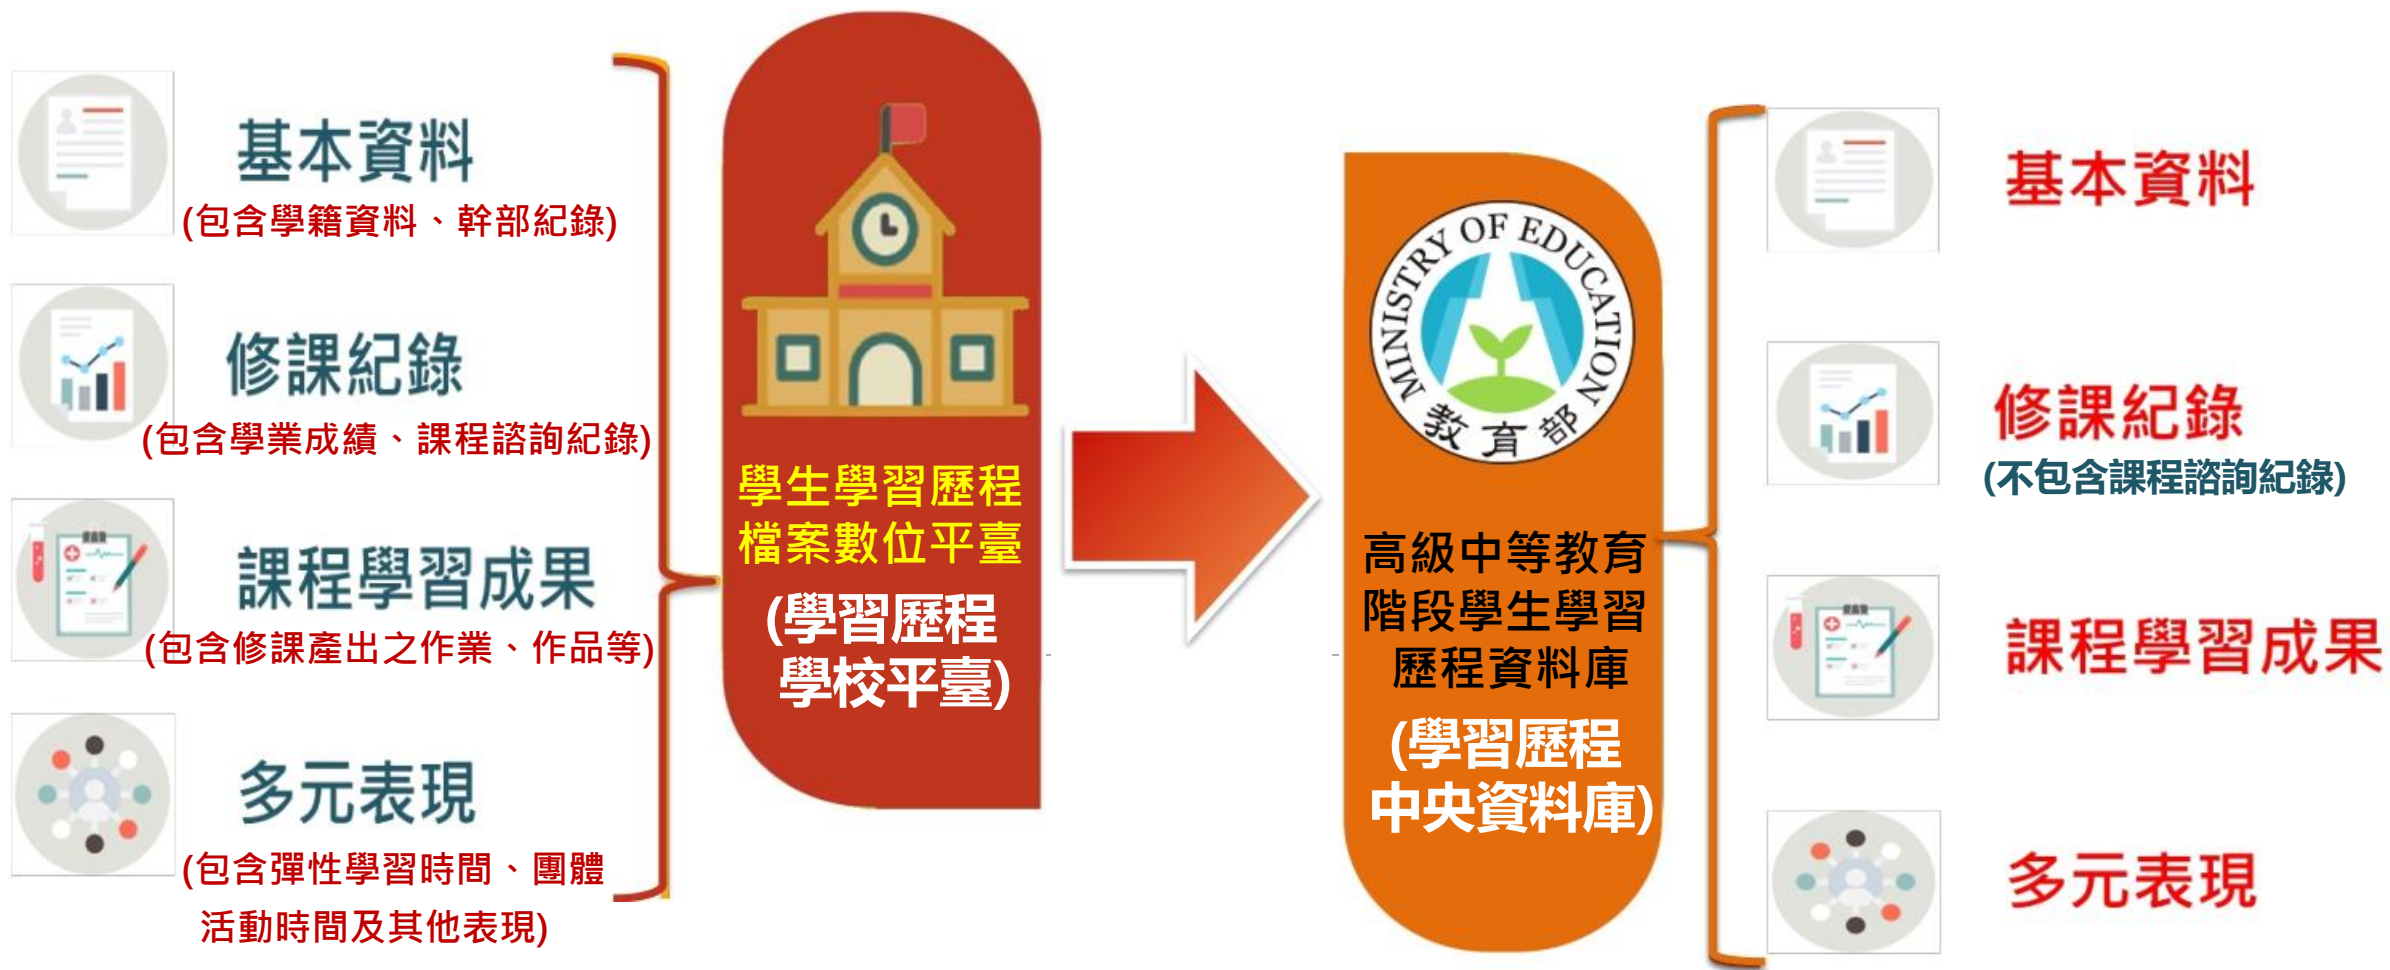 基本資料
(包含學籍資料、幹部紀錄)
修課紀錄
(包含學業成績、課程諮詢紀錄)
課程學習成果
(包含修課產出之作業、作品等)
多元表現
(包含彈性學習時間、團體
活動時間及其他表現)
學生學習歷程
檔案數位平臺
(學習歷程
學校平臺)
MINISTRY OF EDUCATION
教育部
高級中等教育
階段學生學習
歷程資料庫
(學習歷程
中央資料庫)
基本資料
修課紀錄
(不包含課程諮詢紀錄)
課程學習成果
多元表現